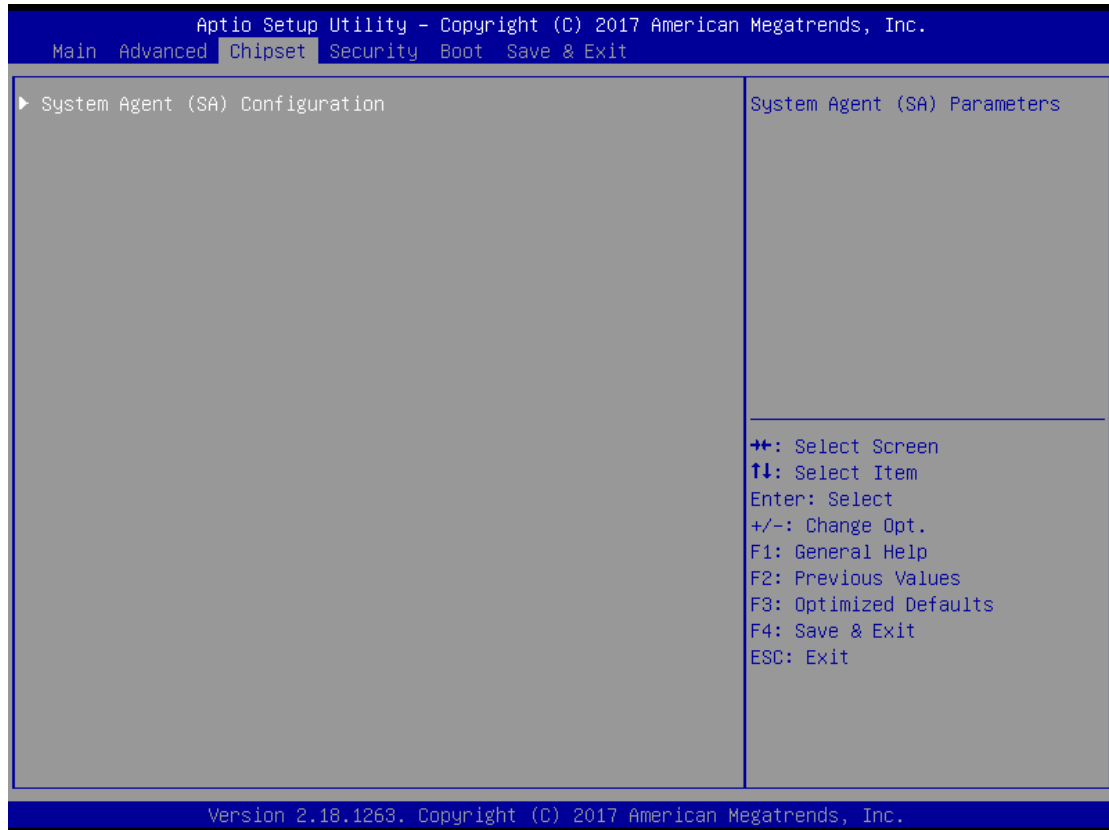 Aptio Setup Utility – Copyright (C) 2017 American Megatrends, Inc.
Main Advanced Chipset Security Boot Save & Exit
▶ System Agent (SA) Configuration
System Agent (SA) Parameters
→←: Select Screen
↑↓: Select Item
Enter: Select
+/-: Change Opt.
F1: General Help
F2: Previous Values
F3: Optimized Defaults
F4: Save & Exit
ESC: Exit
Version 2.18.1263. Copyright (C) 2017 American Megatrends, Inc.